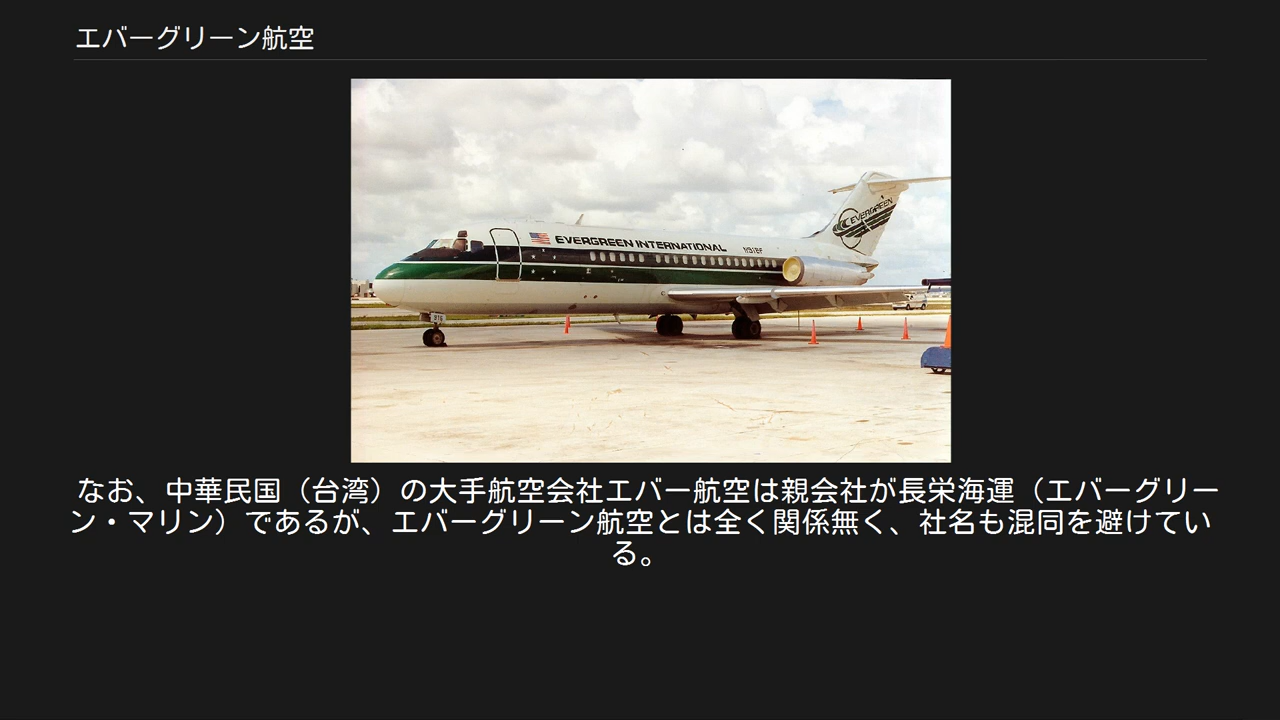 エバーグリーン航空
EVERGREEN INTERNATIONAL
EVERGREEN
なお、中華民国（台湾）の大手航空会社エバー航空は親会社が長栄海運（エバーグリー
ン・マリン）であるが、エバーグリーン航空とは全く関係無く、社名も混同を避けてい
る。